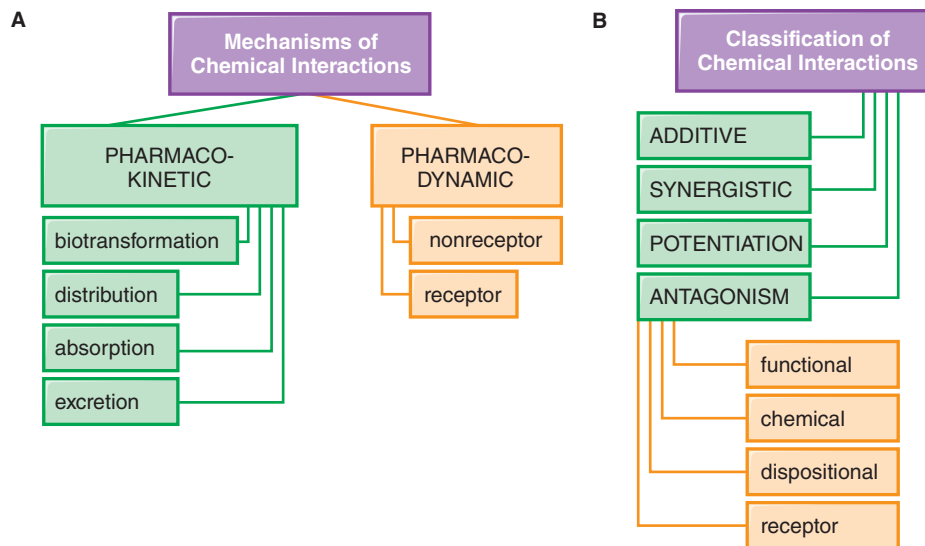 A
Mechanisms of
Chemical Interactions
PHARMACO-
KINETIC
biotransformation
distribution
absorption
excretion
PHARMACO-
DYNAMIC
nonreceptor
receptor
B
Classification of
Chemical Interactions
ADDITIVE
SYNERGISTIC
POTENTIATION
ANTAGONISM
functional
chemical
dispositional
receptor